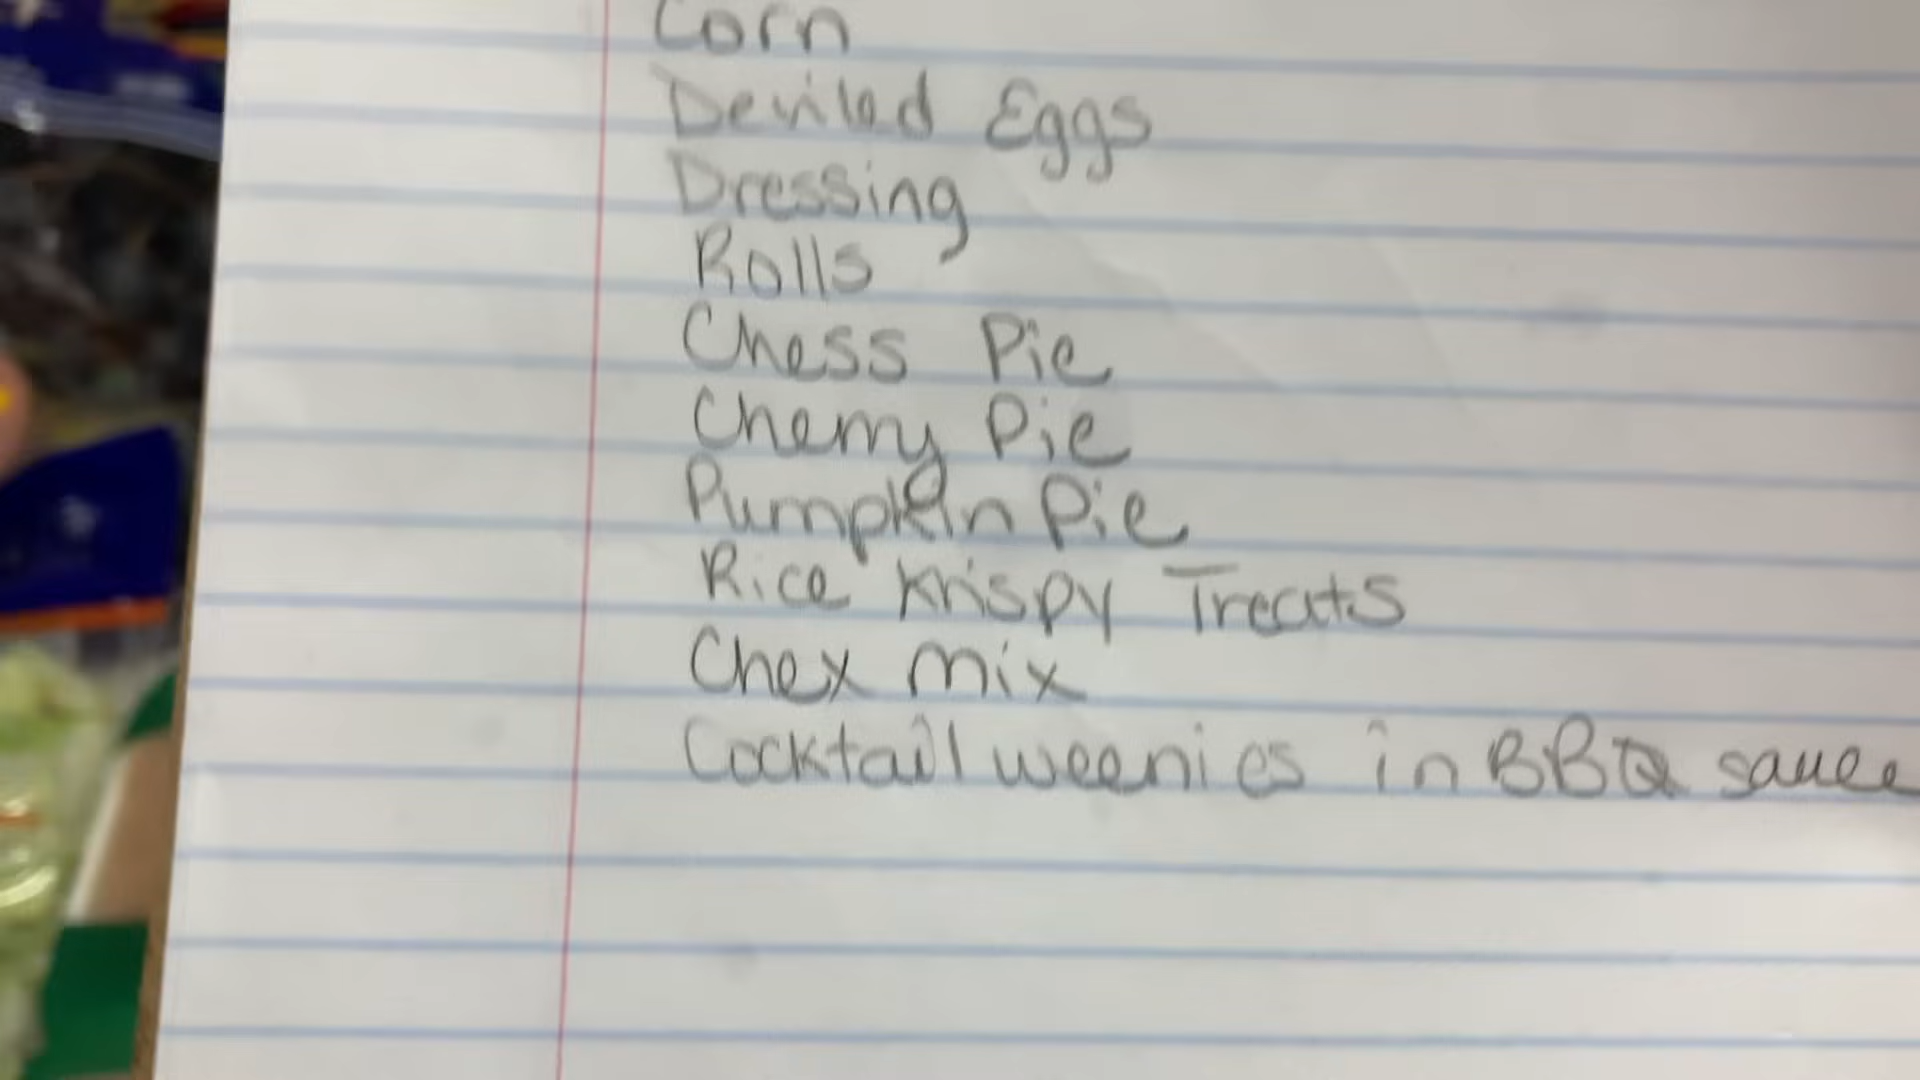 Corn
Deviled Eggs
Dressing
Rolls
Chess Pie
Cherry Pie
Pumpkin Pie
Rice Krispy Treats
Chex mix
Cocktail weenies in BBQ sauce